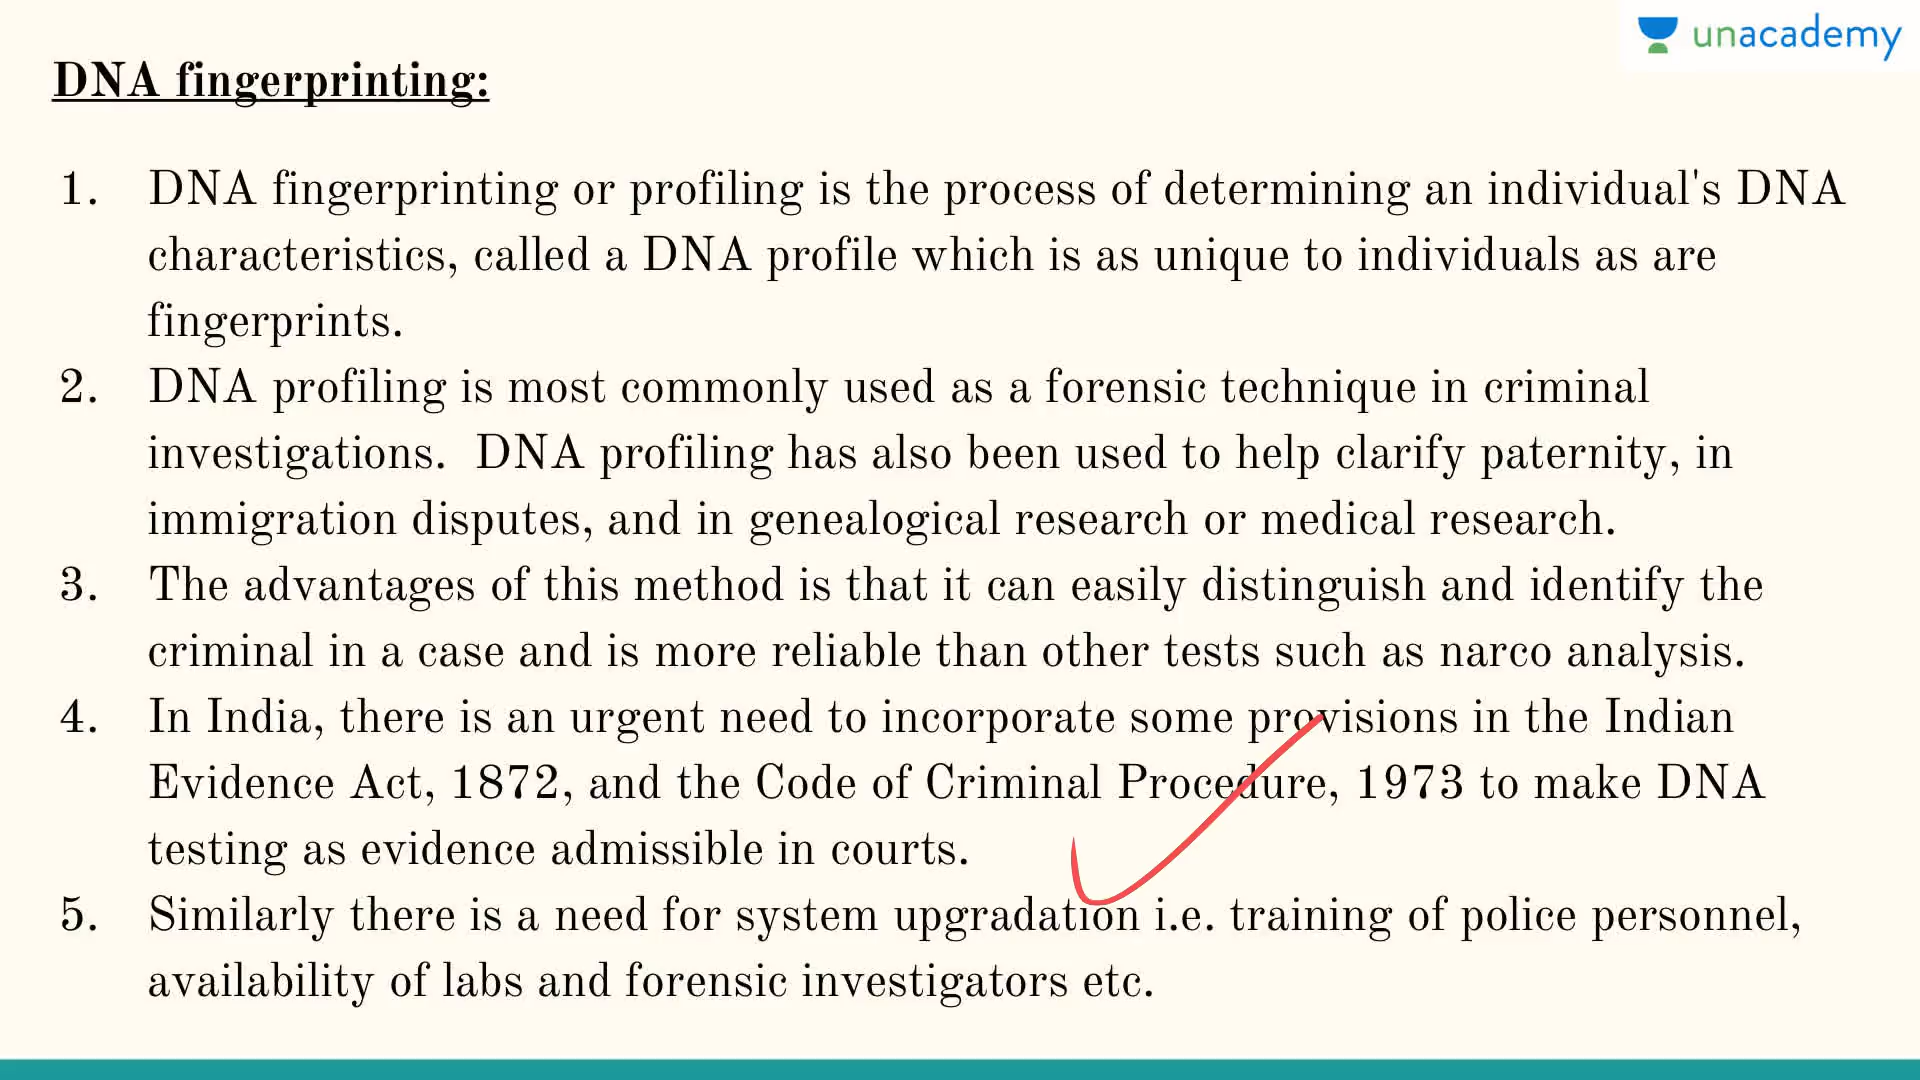 unacademy
DNA fingerprinting:
1. DNA fingerprinting or profiling is the process of determining an individual's DNA
characteristics, called a DNA profile which is as unique to individuals as are
fingerprints.
2. DNA profiling is most commonly used as a forensic technique in criminal
investigations.  DNA profiling has also been used to help clarify paternity, in
immigration disputes, and in genealogical research or medical research.
3. The advantages of this method is that it can easily distinguish and identify the
criminal in a case and is more reliable than other tests such as narco analysis.
4. In India, there is an urgent need to incorporate some provisions in the Indian
Evidence Act, 1872, and the Code of Criminal Procedure, 1973 to make DNA
testing as evidence admissible in courts.
5. Similarly there is a need for system upgradation i.e. training of police personnel,
availability of labs and forensic investigators etc.